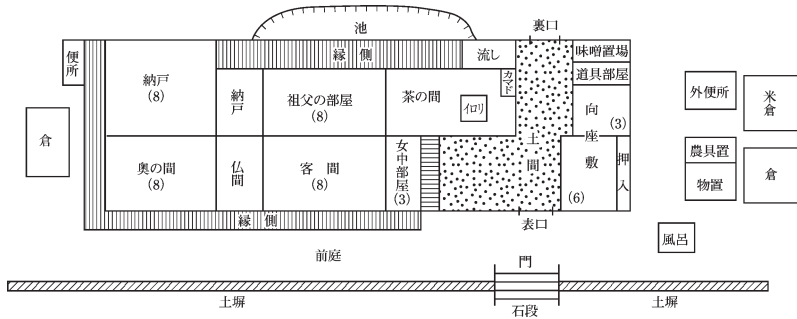 池
裏口
便所
縁側
流し
味噌置場
道具部屋
カマド
納戸
(8)
納戸
祖父の部屋
(8)
茶の間
イロリ
向座敷
(3)
(6)
押入
外便所
米倉
倉
奥の間
(8)
仏間
客間
(8)
女中部屋
(3)
土間
農具置
物置
倉
縁側
表口
風呂
前庭
門
土塀
石段
土塀